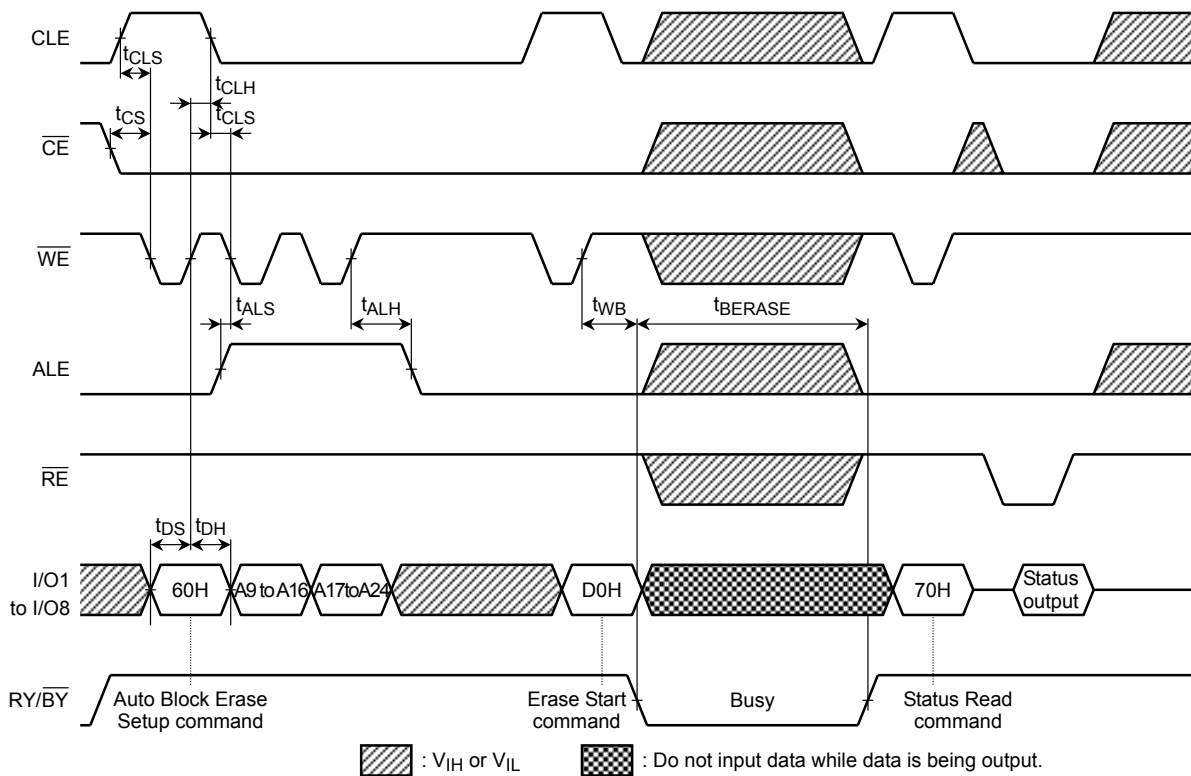 CLE
tCLS
tCLH
tCS
tCLS
CE
WE
tALS
tALH
tWB
tBERASE
ALE
RE
tDS
tDH
I/O1
to I/O8
60H
A9 to A16
A17 to A24
D0H
70H
Status
output
RY/BY
Auto Block Erase
Setup command
Erase Start
command
Busy
Status Read
command
: VIH or VIL
: Do not input data while data is being output.